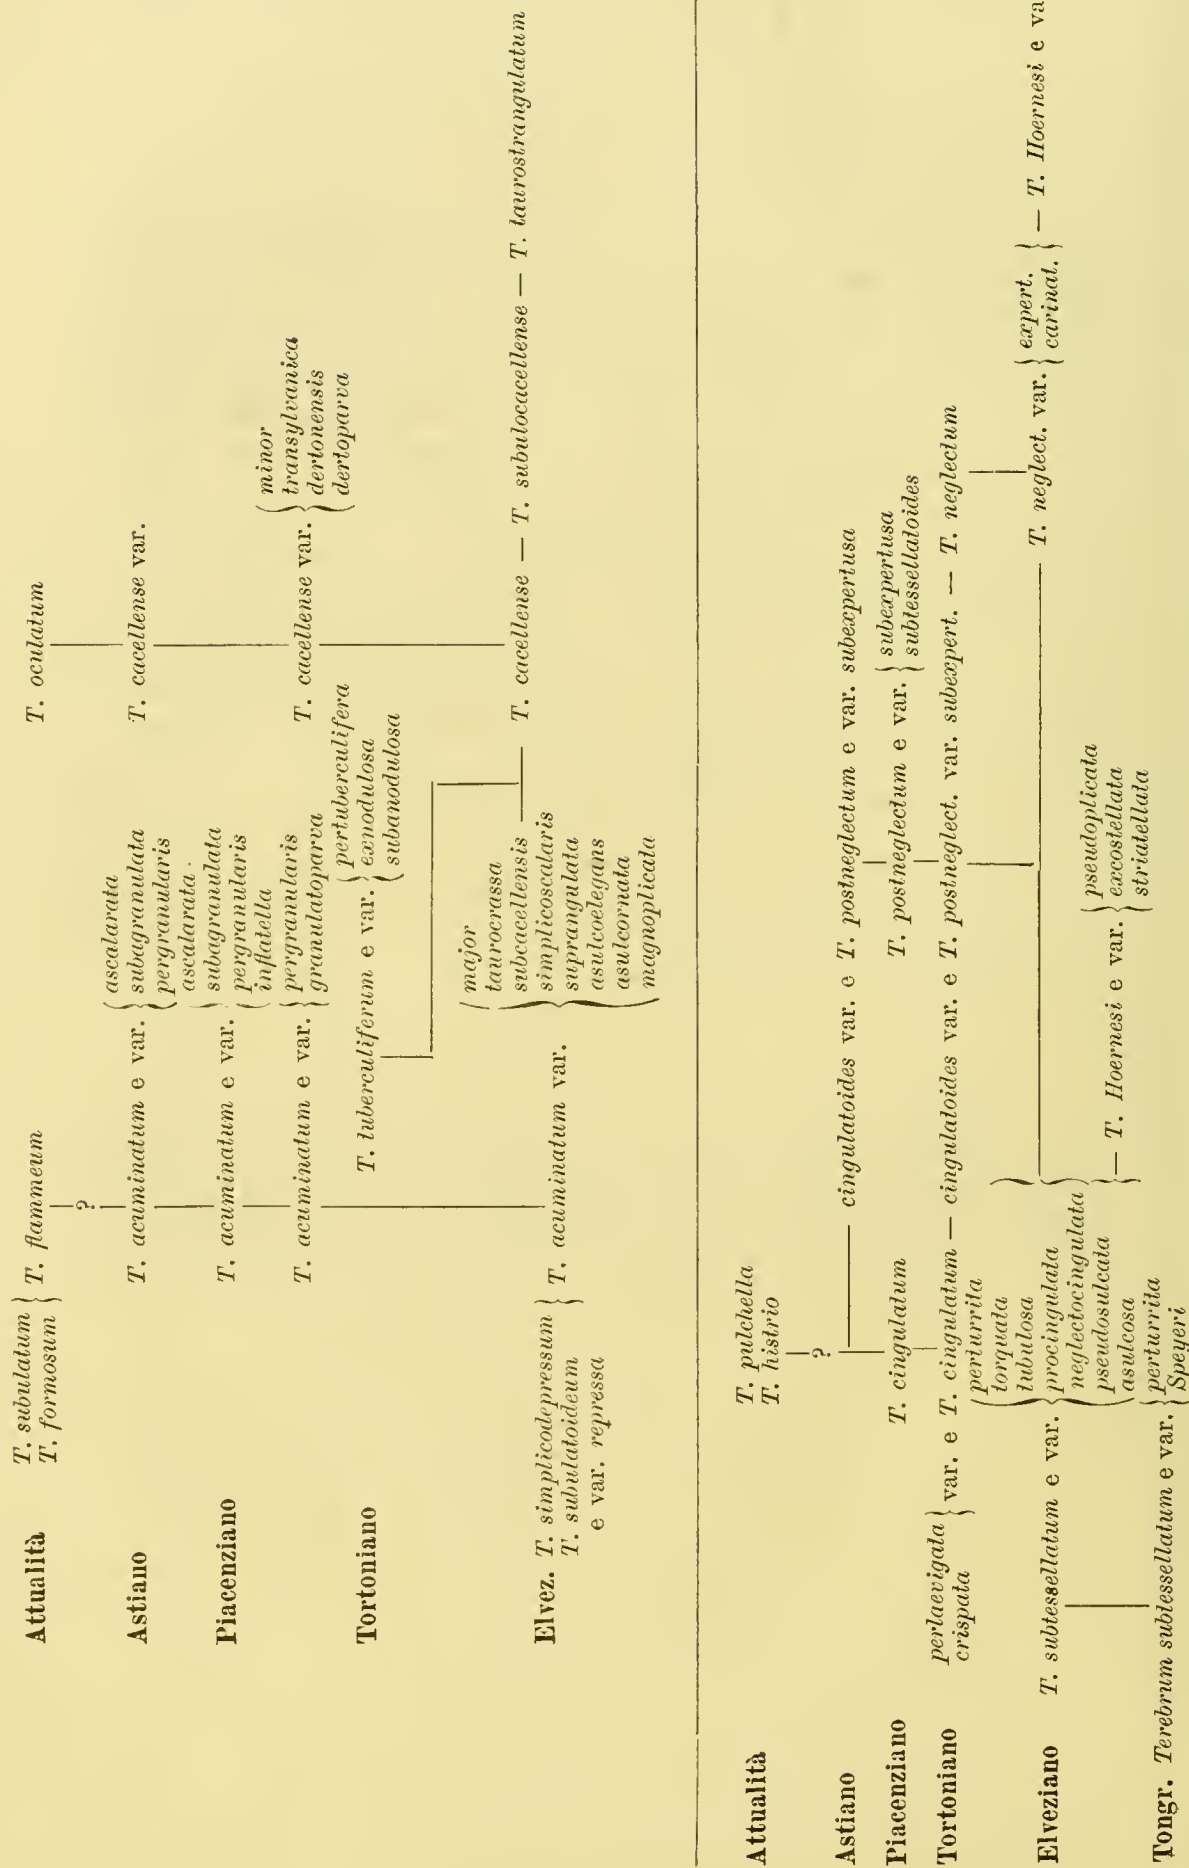 Attualità
T. subulatum
T. formosum
T. flammeum
T. oculatum
?
Astiano
T. acuminatum e var.
ascalarata
subagranulata
pergranularis
T. cacellense var.
Piacenziano
T. acuminatum e var.
ascalarata
subagranulata
pergranularis
inflatella
T. acuminatum e var.
pergranularis
granulatoparva
T. cacellense var.
minor
transylvanica
dertonensis
dertoparva
Tortoniano
T. tuberculiferum e var.
pertuberculifera
exnodulosa
subanodulosa
Elvez.
T. simplicodepressum
T. subulatoideum
e var. repressa
T. acuminatum var.
major
taurocrassa
subcacellensis
simplicoscalaris
suprangulata
asulcoelegans
asulcornata
magnoplicata
— T. cacellense — T. subulocacellense — T. taurostrangulatum
Attualità
T. pulchella
T. histrio
?
Astiano
cingulatoides var. e T. postneglectum e var. subexpertusa
Piacenziano
T. cingulatum
T. postneglectum e var.
subexpertusa
subtessellatoides
Tortoniano
perlaevigata
crispata
var. e T. cingulatum — cingulatoides var. e T. postneglect. var. subexpert. — T. neglectum
Elveziano
T. subtessellatum e var.
perturrita
torquata
tubulosa
procingulata
neglectocingulata
pseudosulcata
asulcosa
— T. Hoernesi e var.
pseudoplicata
excostellata
striatellata
T. neglect. var.
expert.
carinat.
— T. Hoernesi e va
Tongr.
Terebrum subtessellatum e var.
perturrita
Speyeri